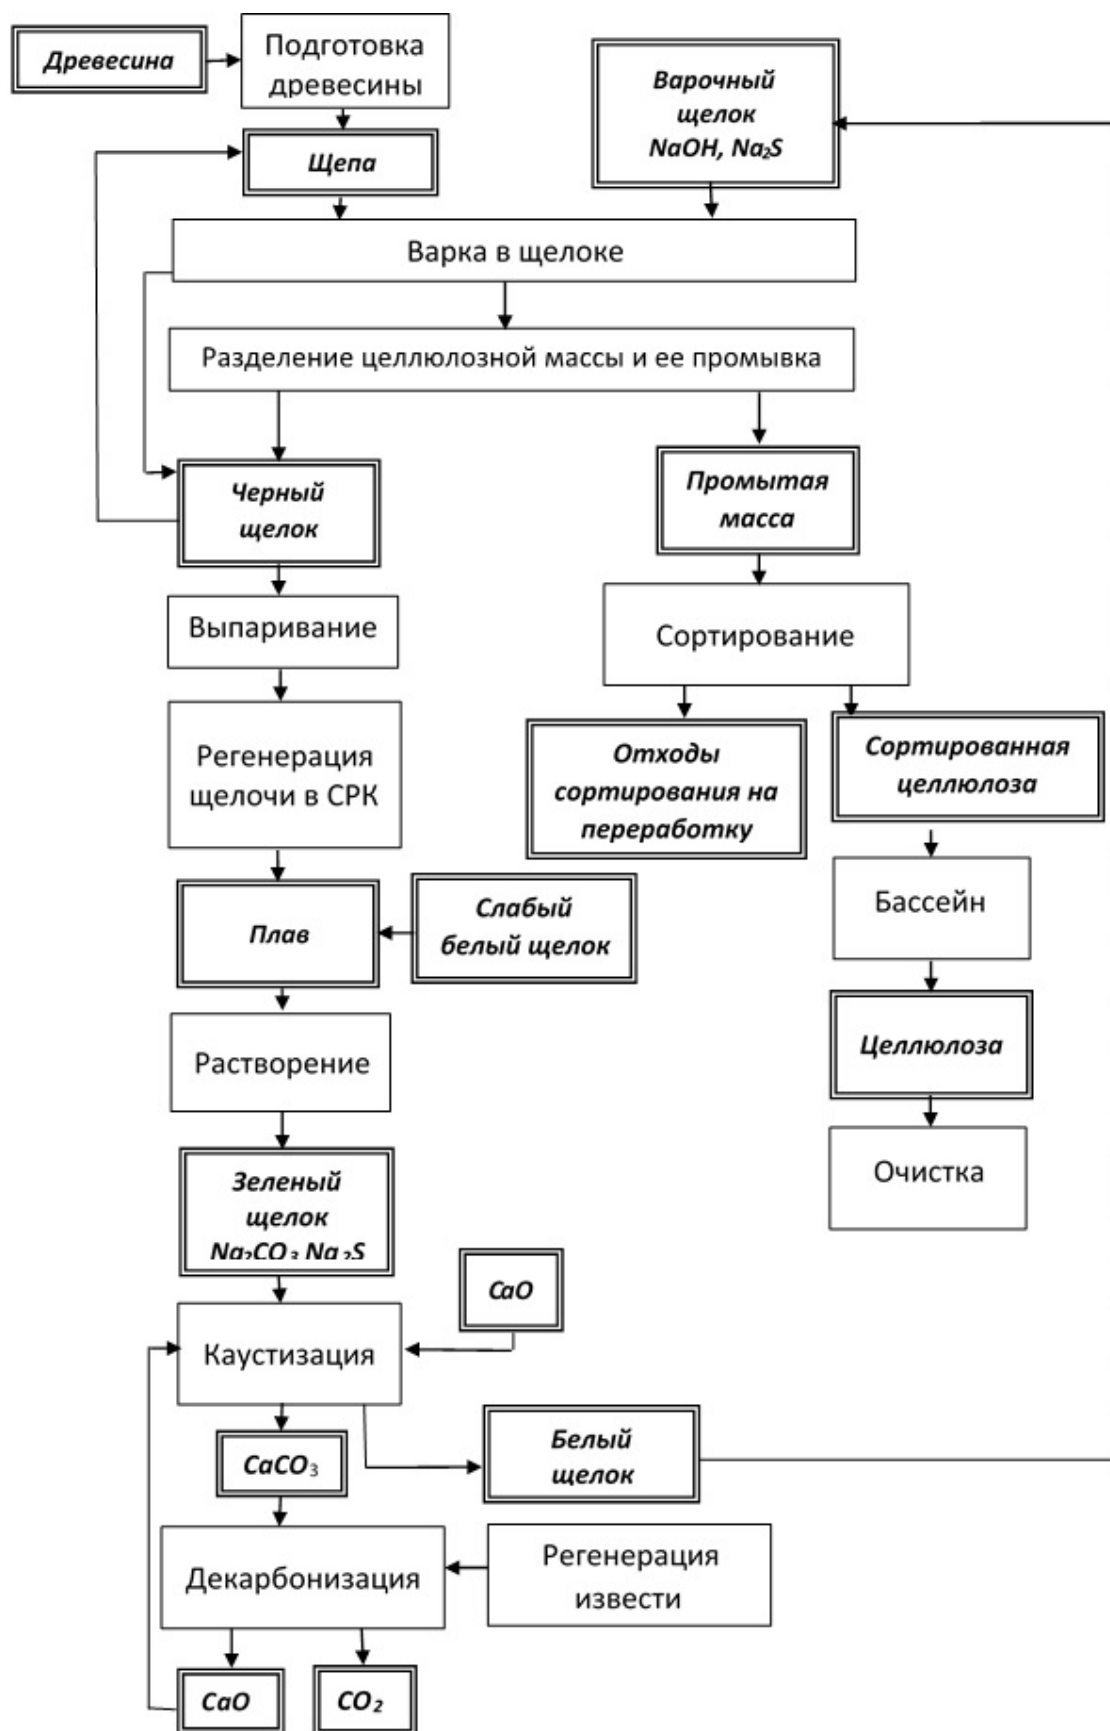 Древесина
Подготовка
древесины
Варочный
щелок
NaOH, Na₂S
Щепа
Варка в щелоке
Разделение целлюлозной массы и ее промывка
Черный
щелок
Промытая
масса
Выпаривание
Сортирование
Регенерация
щелочи в СРК
Отходы
сортирования на
переработку
Сортированная
целлюлоза
Плав
Слабый
белый щелок
Бассейн
Растворение
Целлюлоза
Зеленый
щелок
Na₂CO₃ Na₂S
Очистка
CaO
Каустизация
CaCO₃
Белый
щелок
Декарбонизация
Регенерация
извести
CaO
CO₂